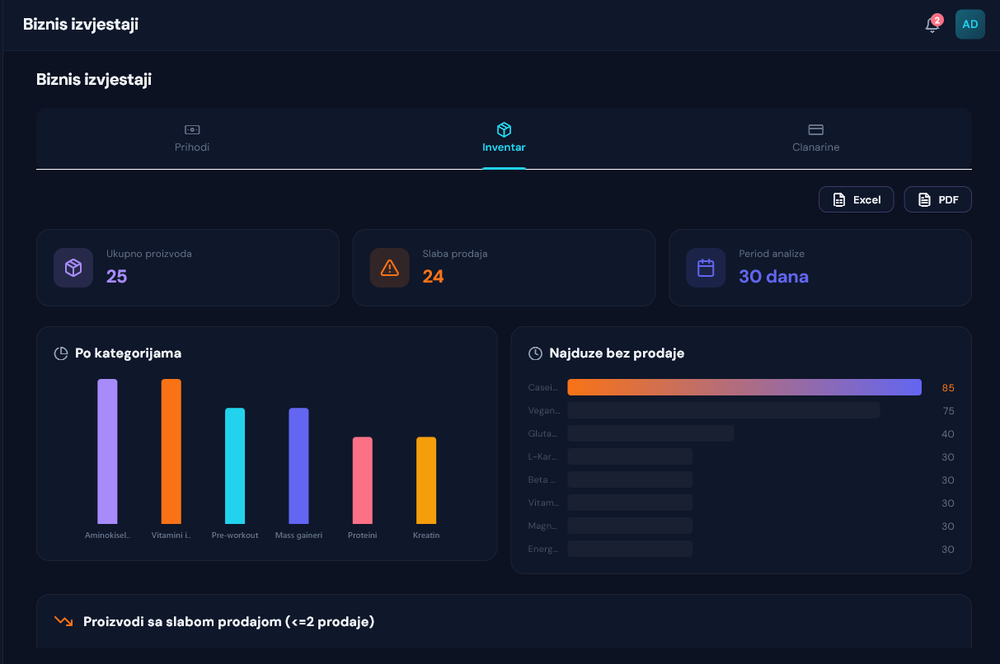 Biznis izvjestaji
2
AD
Biznis izvjestaji
Prihodi
Inventar
Clanarine
Excel
PDF
Ukupno proizvoda
25
Slaba prodaja
24
Period analize
30 dana
Po kategorijama
Aminokisel..
Vitamini i..
Pre-workout
Mass gaineri
Proteini
Kreatin
Najduze bez prodaje
Casei... 85
Vegan... 75
Gluta... 40
L-Kar... 30
Beta ... 30
Vitam... 30
Magn... 30
Energ... 30
Proizvodi sa slabom prodajom (<=2 prodaje)